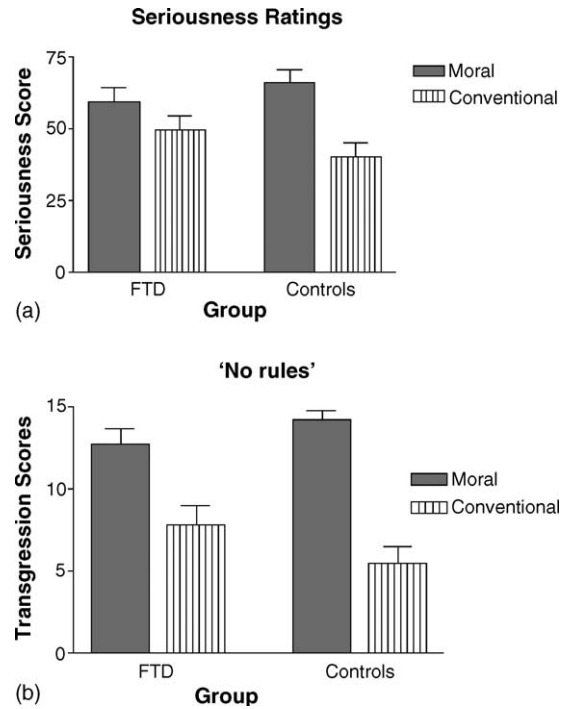 Seriousness Ratings
75
50
25
0
Seriousness Score
Moral
Conventional
FTD
Controls
Group
(a)
'No rules'
15
10
5
0
Transgression Scores
Moral
Conventional
FTD
Controls
Group
(b)